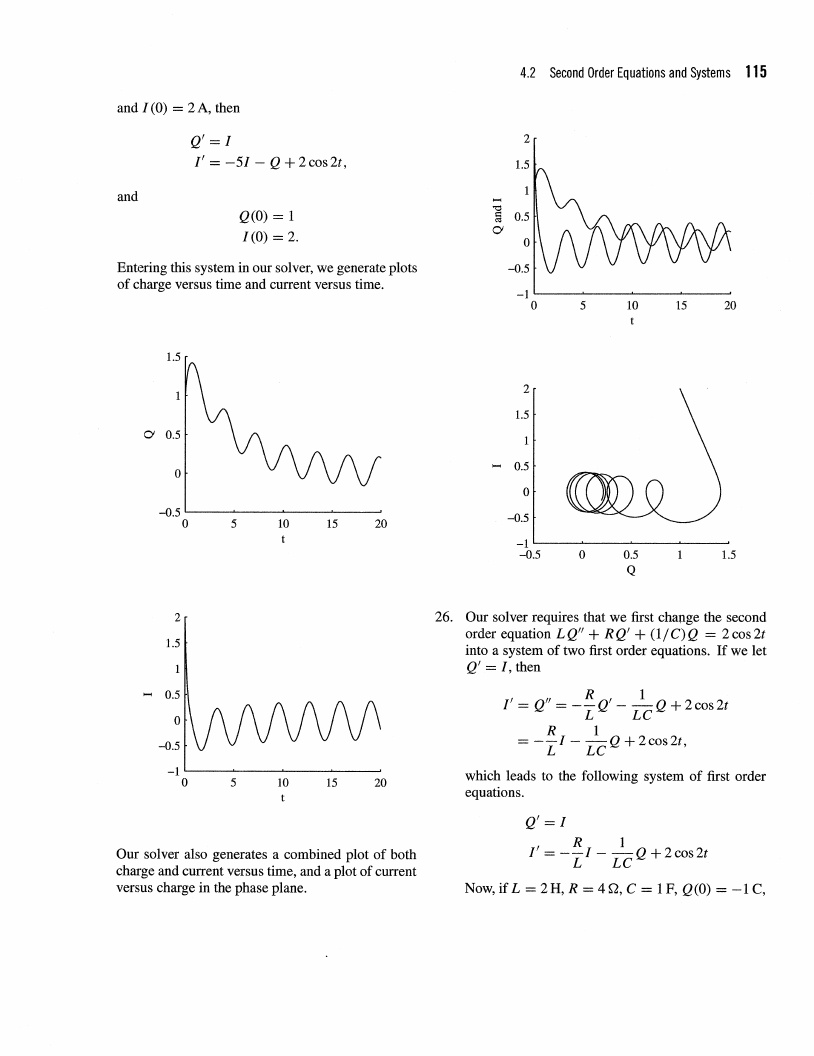 4.2 Second Order Equations and Systems 115
and I (0) = 2 A, then
Q′ = I
I′ = −5I − Q + 2 cos 2t,
and
Q(0) = 1
I (0) = 2.
Entering this system in our solver, we generate plots
of charge versus time and current versus time.
1.5
1
Q 0.5
0
−0.5
0 5 10 15 20
t
2
1.5
1
I 0.5
0
−0.5
−1
0 5 10 15 20
t
Our solver also generates a combined plot of both
charge and current versus time, and a plot of current
versus charge in the phase plane.
2
1.5
1
Q and I 0.5
0
−0.5
−1
0 5 10 15 20
t
2
1.5
1
I 0.5
0
−0.5
−1
−0.5 0 0.5 1 1.5
Q
26. Our solver requires that we first change the second
order equation LQ″ + RQ′ + (1/C)Q = 2 cos 2t
into a system of two first order equations. If we let
Q′ = I, then
I′ = Q″ = −R/L Q′ − 1/LC Q + 2 cos 2t
= −R/L I − 1/LC Q + 2 cos 2t,
which leads to the following system of first order
equations.
Q′ = I
I′ = −R/L I − 1/LC Q + 2 cos 2t
Now, if L = 2 H, R = 4 Ω, C = 1 F, Q(0) = −1 C,